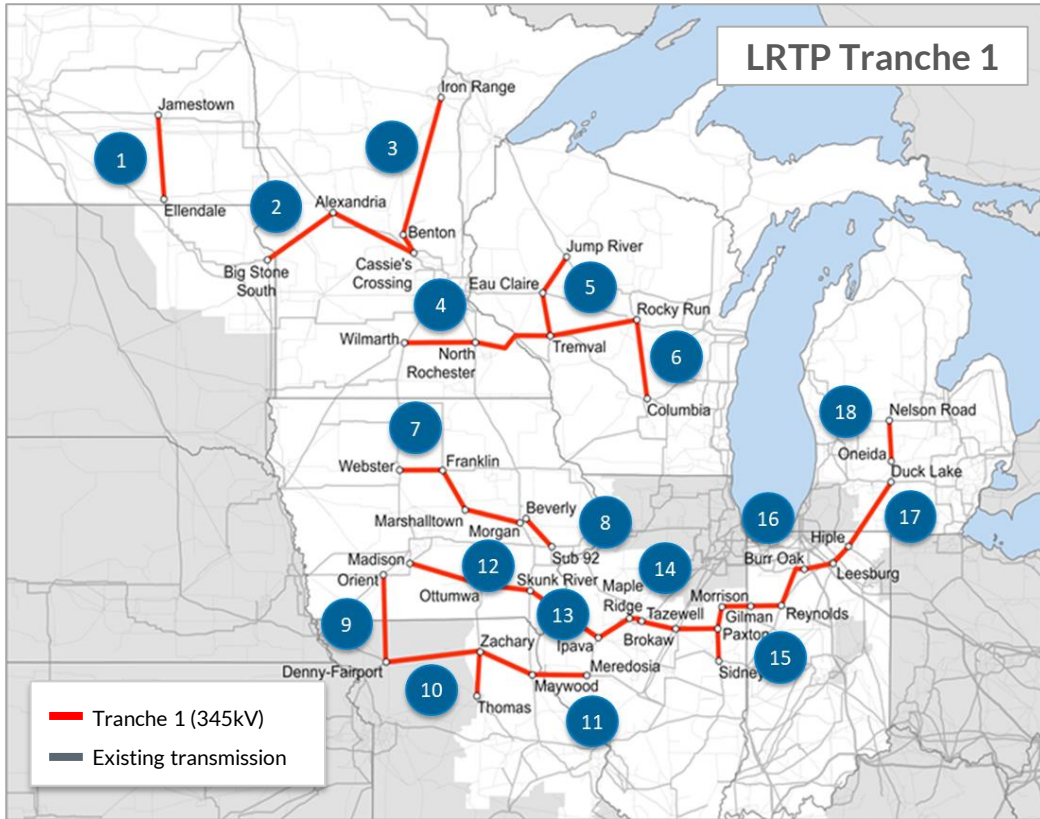 LRTP Tranche 1
Iron Range
Jamestown
3
1
Ellendale
2
Alexandria
Benton
Big Stone
South
Cassie's
Crossing
Jump River
Eau Claire
5
4
Rocky Run
Wilmarth
North
Rochester
Tremval
6
Columbia
18
Nelson Road
Oneida
Duck Lake
7
Webster
Franklin
Beverly
8
Marshalltown
Morgan
Sub 92
16
17
Hiple
Burr Oak
Leesburg
Madison
Orient
12
Ottumwa
Skunk River
14
Maple
Ridge
Tazewell
Morrison
Gilman
Reynolds
13
Ipava
Brokaw
Paxton
9
Zachary
Sidney
15
Denny-Fairport
10
Meredosia
Maywood
Thomas
11
Tranche 1 (345kV)
Existing transmission